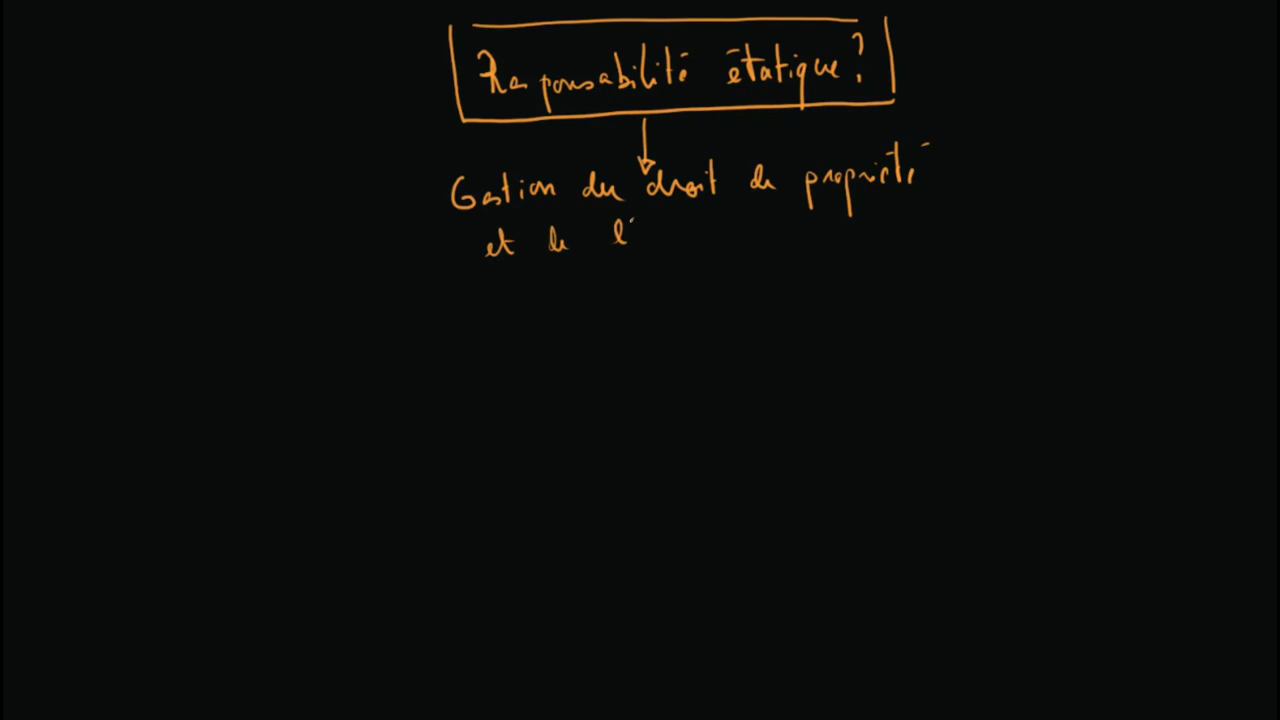 Responsabilité étatique ?
Gestion du droit de propriété
et de l'